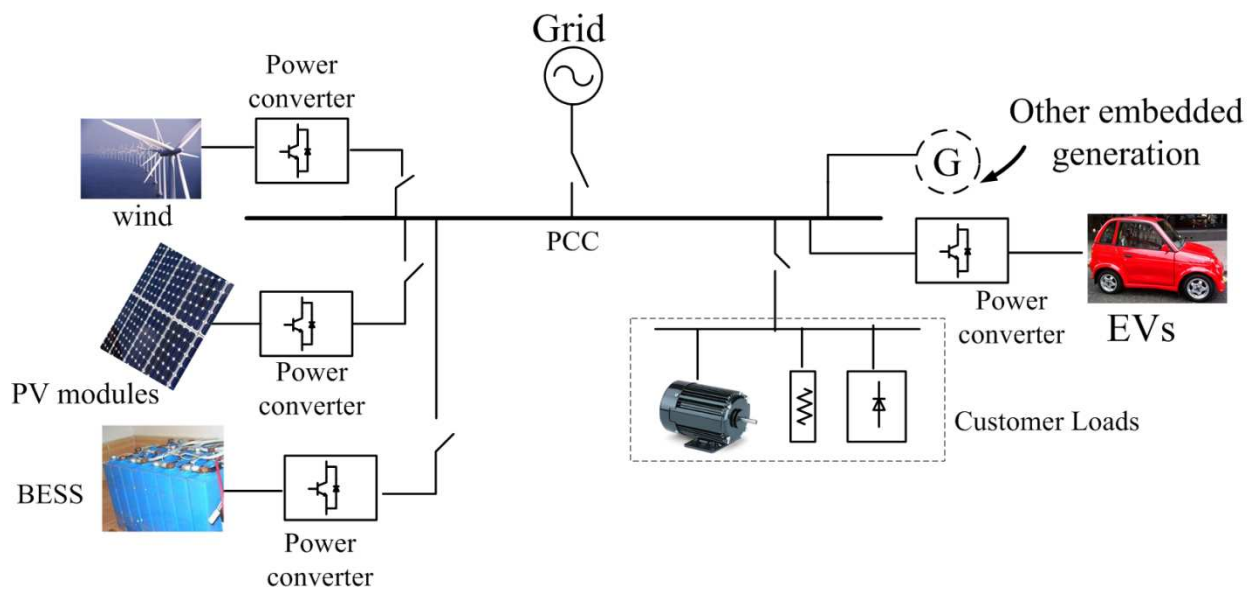 Grid
Power
converter
wind
Other embedded
generation
G
PCC
Power
converter
EVs
PV modules
Power
converter
Customer Loads
BESS
Power
converter